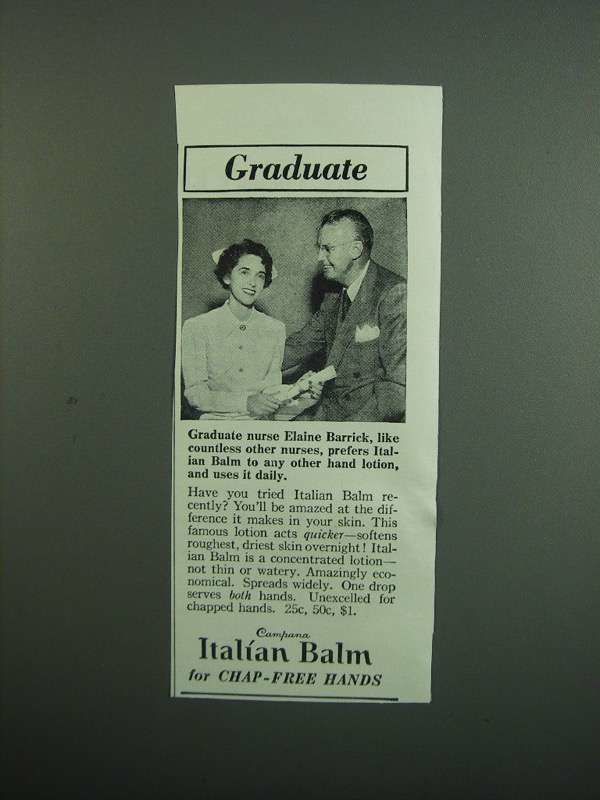 Graduate
Graduate nurse Elaine Barrick, like
countless other nurses, prefers Ital-
ian Balm to any other hand lotion,
and uses it daily.
Have you tried Italian Balm re-
cently? You'll be amazed at the dif-
ference it makes in your skin. This
famous lotion acts quicker—softens
roughest, driest skin overnight! Ital-
ian Balm is a concentrated lotion—
not thin or watery. Amazingly eco-
nomical. Spreads widely. One drop
serves both hands. Unexcelled for
chapped hands. 25c, 50c, $1.
Campana
Italian Balm
for CHAP-FREE HANDS